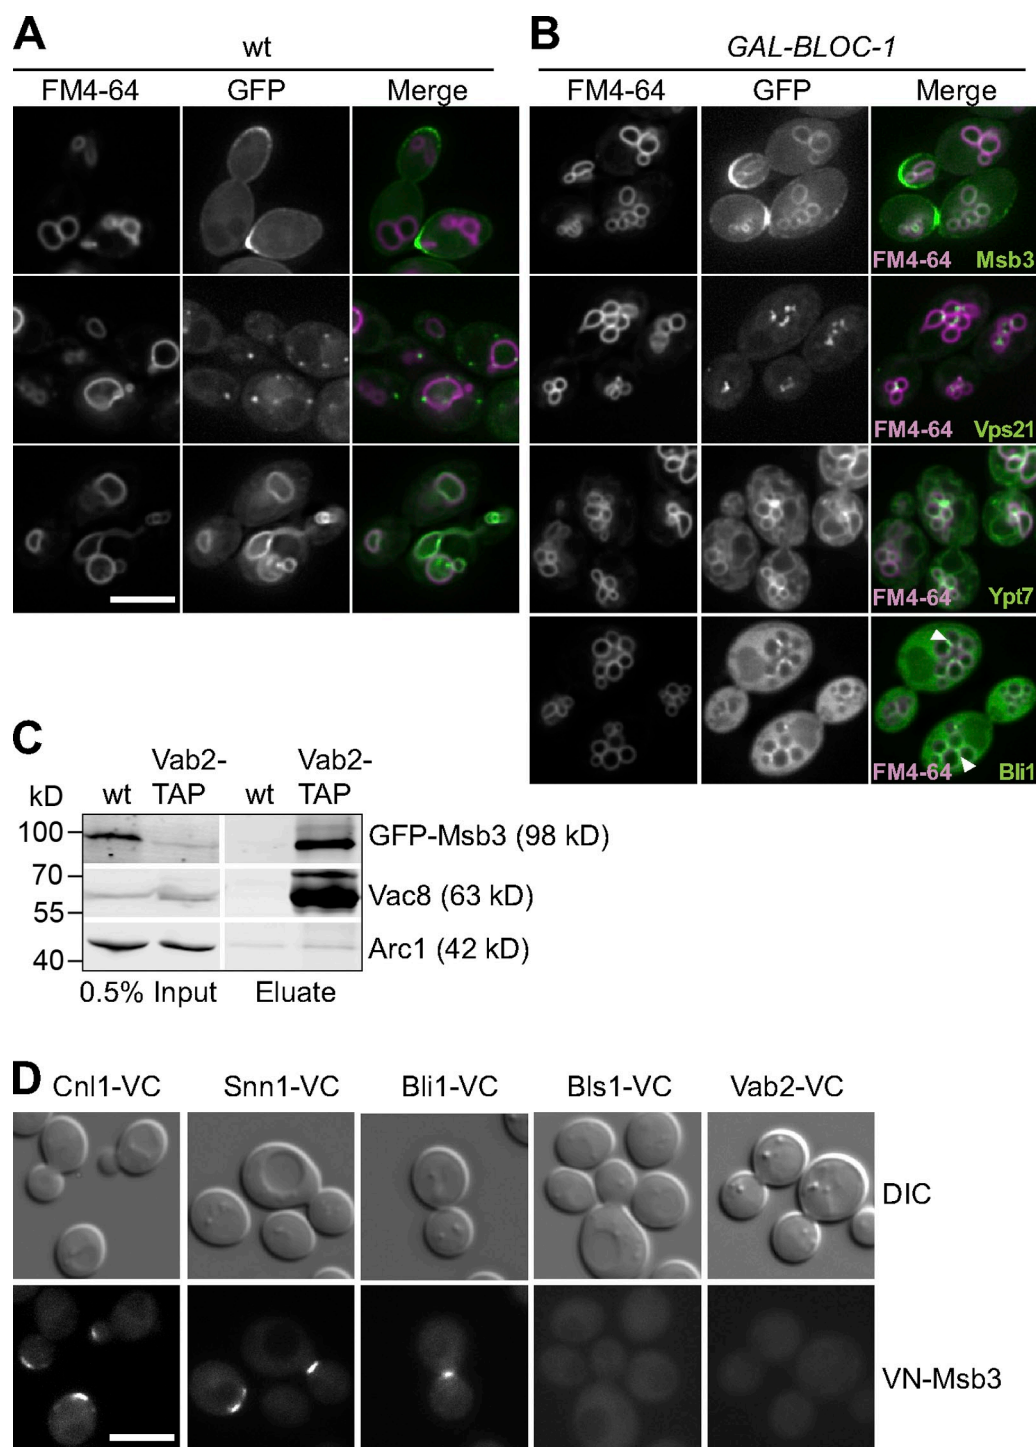 A
wt
FM4-64 GFP Merge
B
GAL-BLOC-1
FM4-64 GFP Merge
FM4-64 Msb3
FM4-64 Vps21
FM4-64 Ypt7
FM4-64 Bli1
C
Vab2- Vab2-
kD wt TAP wt TAP
100 GFP-Msb3 (98 kD)
70
Vac8 (63 kD)
55
Arc1 (42 kD)
40
0.5% Input Eluate
D
Cnl1-VC Snn1-VC Bli1-VC Bls1-VC Vab2-VC
DIC
VN-Msb3